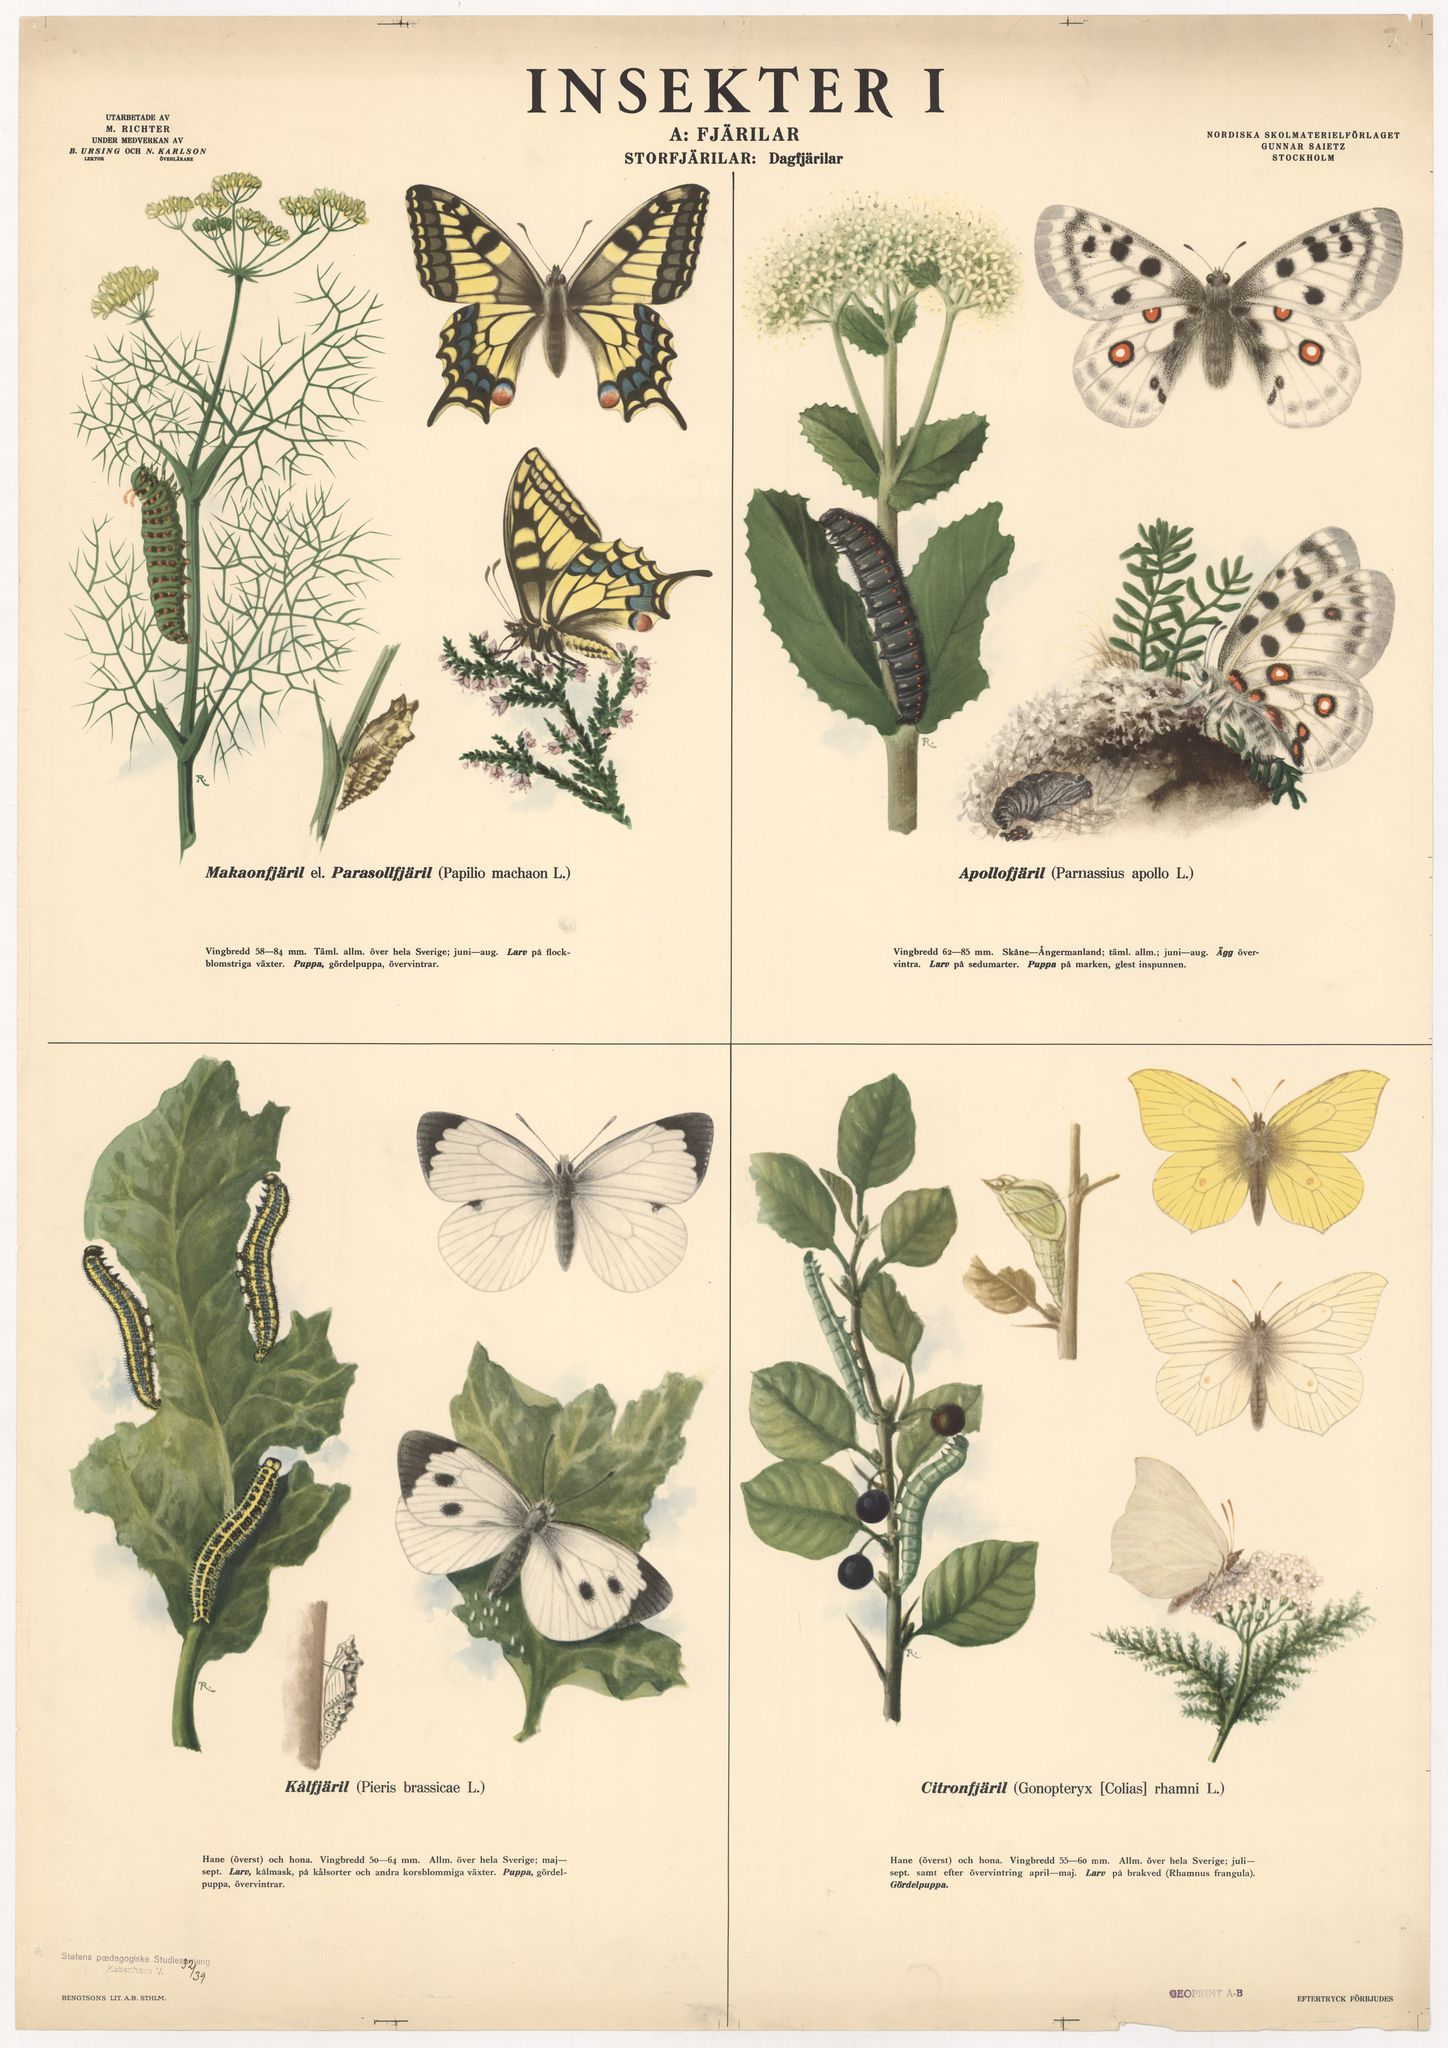 INSEKTER I
A: FJÄRILAR
STORFJÄRILAR: Dagfjärilar
UTARBETADE AV
M. RICHTER
UNDER MEDVERKAN AV
B. URSING OCH N. KARLSON
LEKTOR ÖVERLÄRARE
NORDISKA SKOLMATERIELFÖRLAGET
GUNNAR SAIETZ
STOCKHOLM
R.
R.
Makaonfjäril el. Parasollfjäril (Papilio machaon L.)
Vingbredd 58—84 mm. Täml. allm. över hela Sverige; juni—aug. Larv på flock-
blomstriga växter. Puppa, gördelpuppa, övervintrar.
Apollofjäril (Parnassius apollo L.)
Vingbredd 62—85 mm. Skåne—Ångermanland; täml. allm.; juni—aug. Ägg över-
vintra. Larv på sedumarter. Puppa på marken, glest inspunnen.
R.
R.
Kålfjäril (Pieris brassicae L.)
Hane (överst) och hona. Vingbredd 50—64 mm. Allm. över hela Sverige; maj—
sept. Larv, kålmask, på kålsorter och andra korsblommiga växter. Puppa, gördel-
puppa, övervintrar.
Citronfjäril (Gonopteryx [Colias] rhamni L.)
Hane (överst) och hona. Vingbredd 55—60 mm. Allm. över hela Sverige; juli—
sept. samt efter övervintring april—maj. Larv på brakved (Rhamnus frangula).
Gördelpuppa.
Statens pædagogiske Studiesamling
København V.
32/39
BENGTSONS LIT. A.B. STHLM.
GEOPRINT A-B
EFTERTRYCK FÖRBJUDES